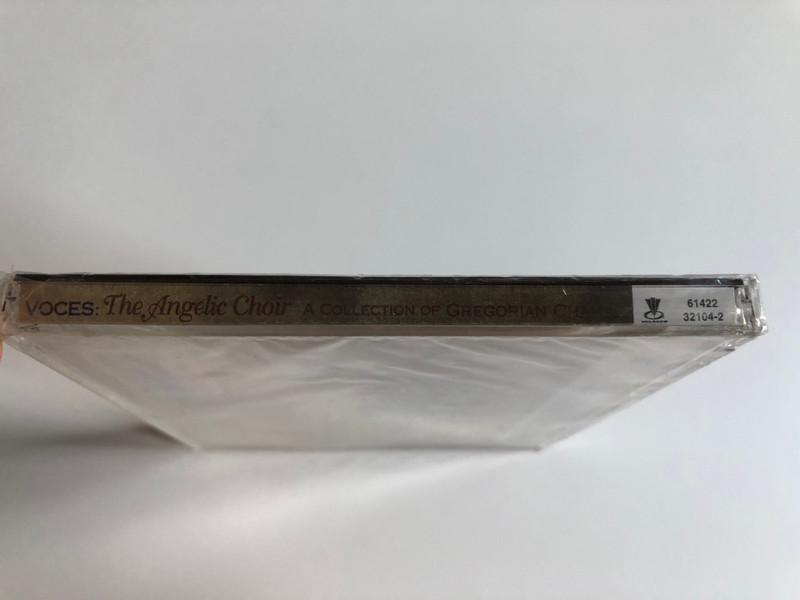 VOCES: The Angelic Choir A COLLECTION OF GREGORIAN
61422
32104-2